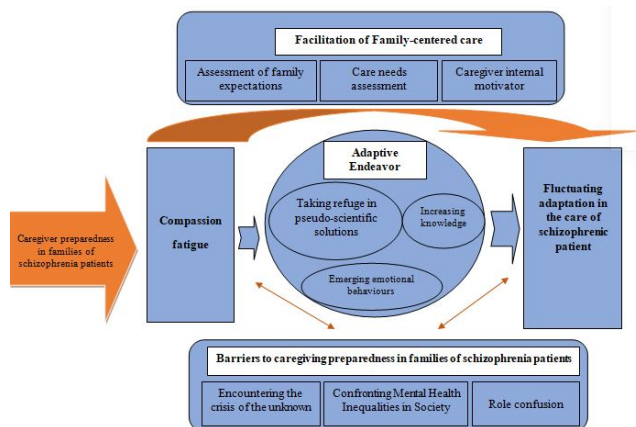 Facilitation of Family-centered care
Assessment of family
expectations
Care needs
assessment
Caregiver internal
motivator
Caregiver preparedness
in families of
schizophrenia patients
Compassion
fatigue
Adaptive
Endeavor
Taking refuge in
pseudo-scientific
solutions
Increasing
knowledge
Emerging emotional
behaviours
Fluctuating
adaptation in
the care of
schizophrenic
patient
Barriers to caregiving preparedness in families of schizophrenia patients
Encountering the
crisis of the unknown
Confronting Mental Health
Inequalities in Society
Role confusion